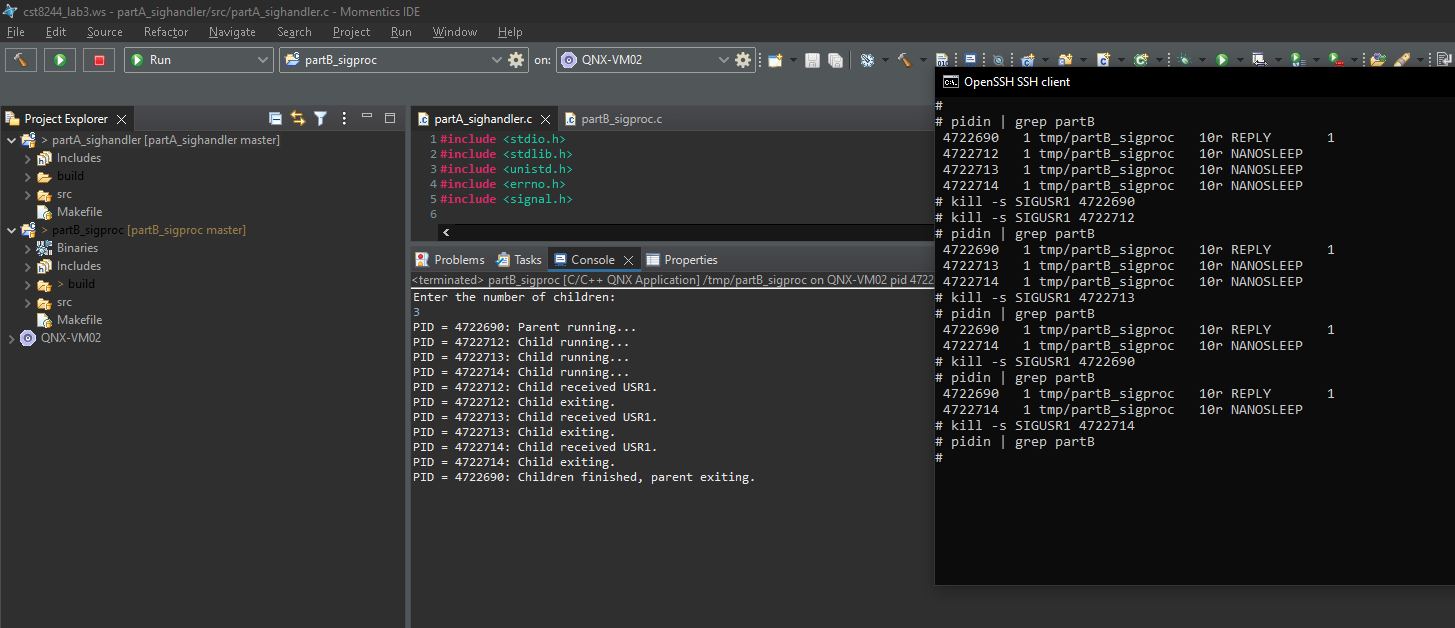 cst8244_lab3.ws - partA_sighandler/src/partA_sighandler.c - Momentics IDE
File Edit Source Refactor Navigate Search Project Run Window Help
Run partB_sigproc on: QNX-VM02
Project Explorer
> partA_sighandler [partA_sighandler master]
Includes
build
src
Makefile
> partB_sigproc [partB_sigproc master]
Binaries
Includes
> build
src
Makefile
QNX-VM02
partA_sighandler.c partB_sigproc.c
1 #include <stdio.h>
2 #include <stdlib.h>
3 #include <unistd.h>
4 #include <errno.h>
5 #include <signal.h>
6
Problems Tasks Console Properties
<terminated> partB_sigproc [C/C++ QNX Application] /tmp/partB_sigproc on QNX-VM02 pid 4722
Enter the number of children:
3
PID = 4722690: Parent running...
PID = 4722712: Child running...
PID = 4722713: Child running...
PID = 4722714: Child running...
PID = 4722712: Child received USR1.
PID = 4722712: Child exiting.
PID = 4722713: Child received USR1.
PID = 4722713: Child exiting.
PID = 4722714: Child received USR1.
PID = 4722714: Child exiting.
PID = 4722690: Children finished, parent exiting.
OpenSSH SSH client
#
# pidin | grep partB
4722690 1 tmp/partB_sigproc 10r REPLY 1
4722712 1 tmp/partB_sigproc 10r NANOSLEEP
4722713 1 tmp/partB_sigproc 10r NANOSLEEP
4722714 1 tmp/partB_sigproc 10r NANOSLEEP
# kill -s SIGUSR1 4722690
# kill -s SIGUSR1 4722712
# pidin | grep partB
4722690 1 tmp/partB_sigproc 10r REPLY 1
4722713 1 tmp/partB_sigproc 10r NANOSLEEP
4722714 1 tmp/partB_sigproc 10r NANOSLEEP
# kill -s SIGUSR1 4722713
# pidin | grep partB
4722690 1 tmp/partB_sigproc 10r REPLY 1
4722714 1 tmp/partB_sigproc 10r NANOSLEEP
# kill -s SIGUSR1 4722690
# pidin | grep partB
4722690 1 tmp/partB_sigproc 10r REPLY 1
4722714 1 tmp/partB_sigproc 10r NANOSLEEP
# kill -s SIGUSR1 4722714
# pidin | grep partB
#